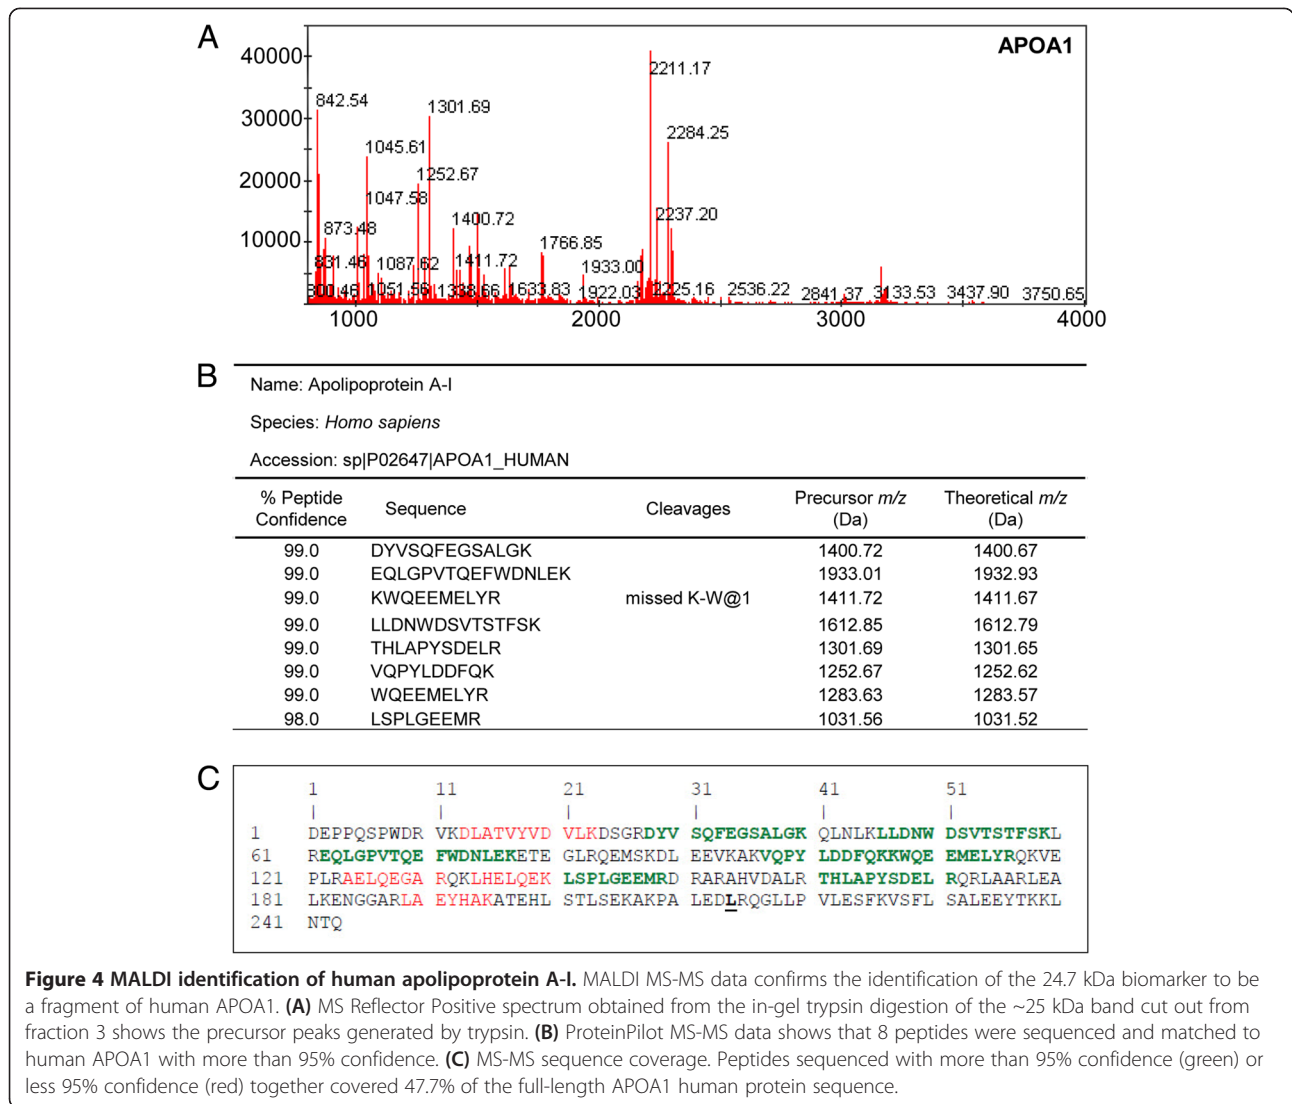 A
APOA1
40000
30000
20000
10000
842.54
1045.61
1047.58
873.48
831.46
800.46
1087.62
1051.56
1301.69
1252.67
1400.72
1411.72
1338.66
1633.83
1766.85
1933.00
1922.03
2211.17
2284.25
2237.20
2225.16
2536.22
2841.37
3133.53
3437.90
3750.65
1000 2000 3000 4000
B
Name: Apolipoprotein A-I
Species: Homo sapiens
Accession: sp|P02647|APOA1_HUMAN
% Peptide Confidence Sequence Cleavages Precursor m/z (Da) Theoretical m/z (Da)
99.0 DYVSQFEGSALGK 1400.72 1400.67
99.0 EQLGPVTQEFWDNLEK 1933.01 1932.93
99.0 KWQEEMELYR missed K-W@1 1411.72 1411.67
99.0 LLDNWDSVTSTFSK 1612.85 1612.79
99.0 THLAPYSDELR 1301.69 1301.65
99.0 VQPYLDDFQK 1252.67 1252.62
99.0 WQEEMELYR 1283.63 1283.57
98.0 LSPLGEEMR 1031.56 1031.52
C
1 11 21 31 41 51
| | | | | |
1 DEPPQSPWDR VKDLATVYVD VLKDSGRDYV SQFEGSALGK QLNLKLLDNW DSVTSTFSKL
61 REQLGPVTQE FWDNLEKETE GLRQEMSKDL EEVKAKVQPY LDDFQKKWQE EMELYRQKVE
121 PLRAELQEGA RQKLHELQEK LSPLGEEMRD RARAHVDALR THLAPYSDEL RQRLAARLEA
181 LKENGGARLA EYHAKATEHL STLSEKAKPA LEDLRQGLLP VLESFKVSFL SALEEYTKKL
241 NTQ
Figure 4 MALDI identification of human apolipoprotein A-I. MALDI MS-MS data confirms the identification of the 24.7 kDa biomarker to be
a fragment of human APOA1. (A) MS Reflector Positive spectrum obtained from the in-gel trypsin digestion of the ~25 kDa band cut out from
fraction 3 shows the precursor peaks generated by trypsin. (B) ProteinPilot MS-MS data shows that 8 peptides were sequenced and matched to
human APOA1 with more than 95% confidence. (C) MS-MS sequence coverage. Peptides sequenced with more than 95% confidence (green) or
less 95% confidence (red) together covered 47.7% of the full-length APOA1 human protein sequence.